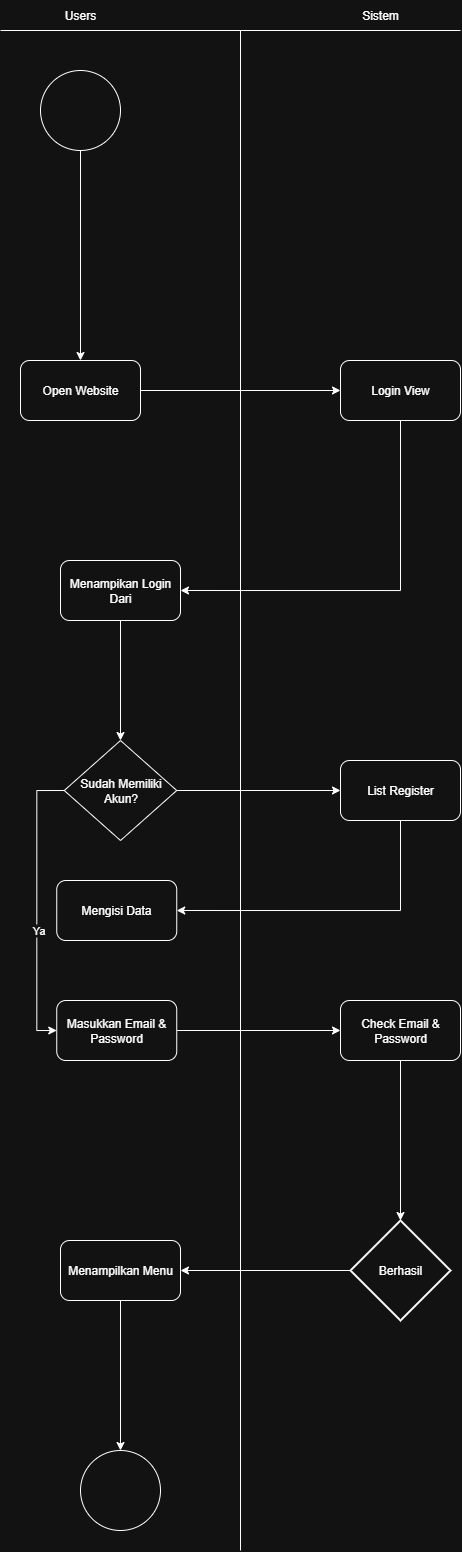 Users
Sistem
Open Website
Login View
Menampikan Login
Dari
Sudah Memiliki
Akun?
List Register
Mengisi Data
Ya
Masukkan Email &
Password
Check Email &
Password
Menampilkan Menu
Berhasil